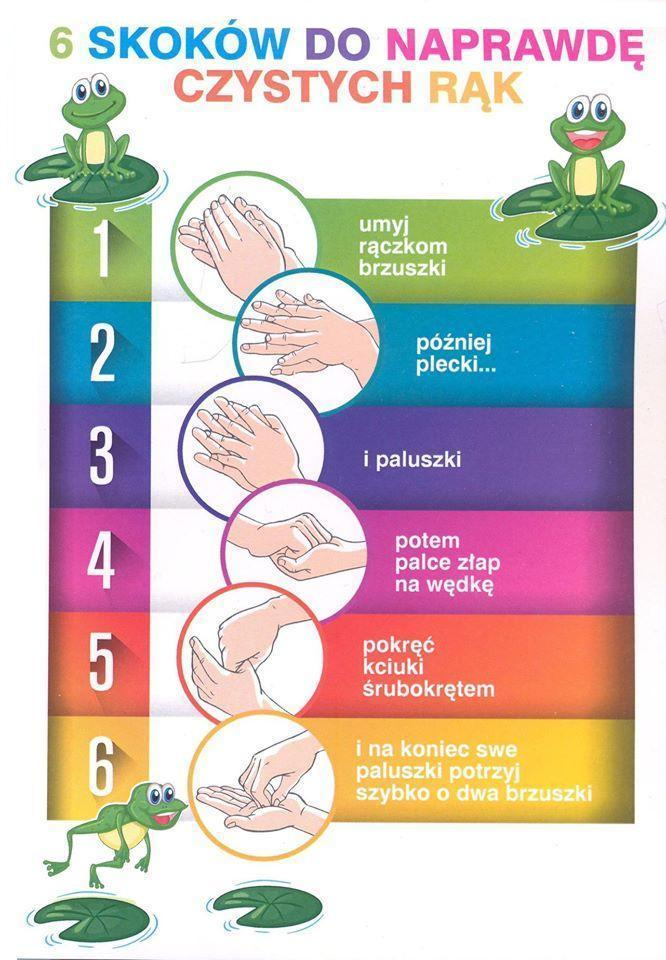 6 SKOKÓW DO NAPRAWDĘ
CZYSTYCH RĄK
1
umyj
rączkom
brzuszki
2
później
plecki...
3
i paluszki
4
potem
palce złap
na wędkę
5
pokręć
kciuki
śrubokrętem
6
i na koniec swe
paluszki potrzyj
szybko o dwa brzuszki